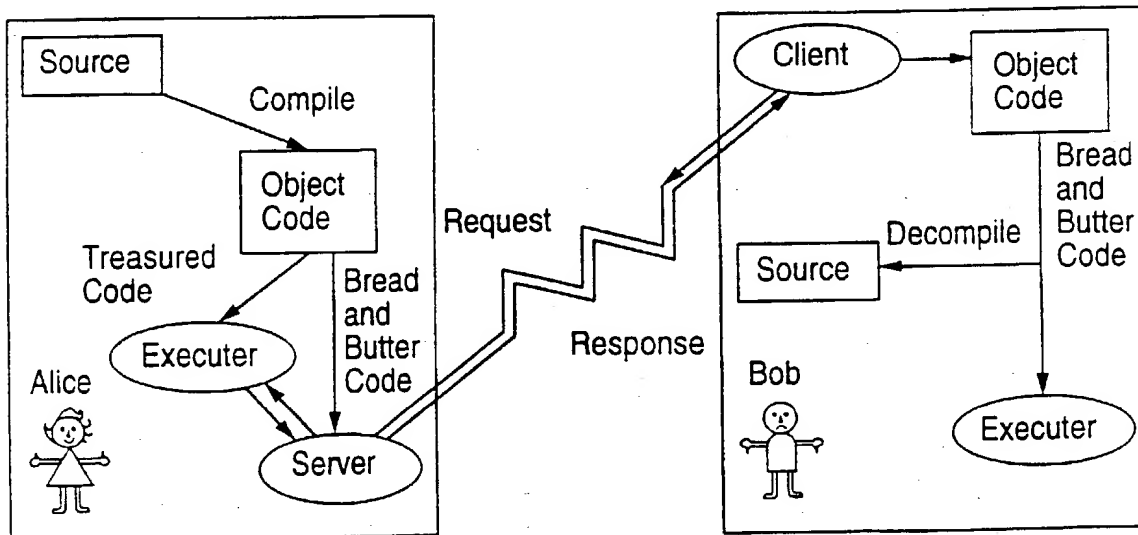 Source
Compile
Object
Code
Treasured
Code
Bread
and
Butter
Code
Executer
Alice
Server
Request
Response
Client
Object
Code
Bread
and
Butter
Code
Decompile
Source
Bob
Executer